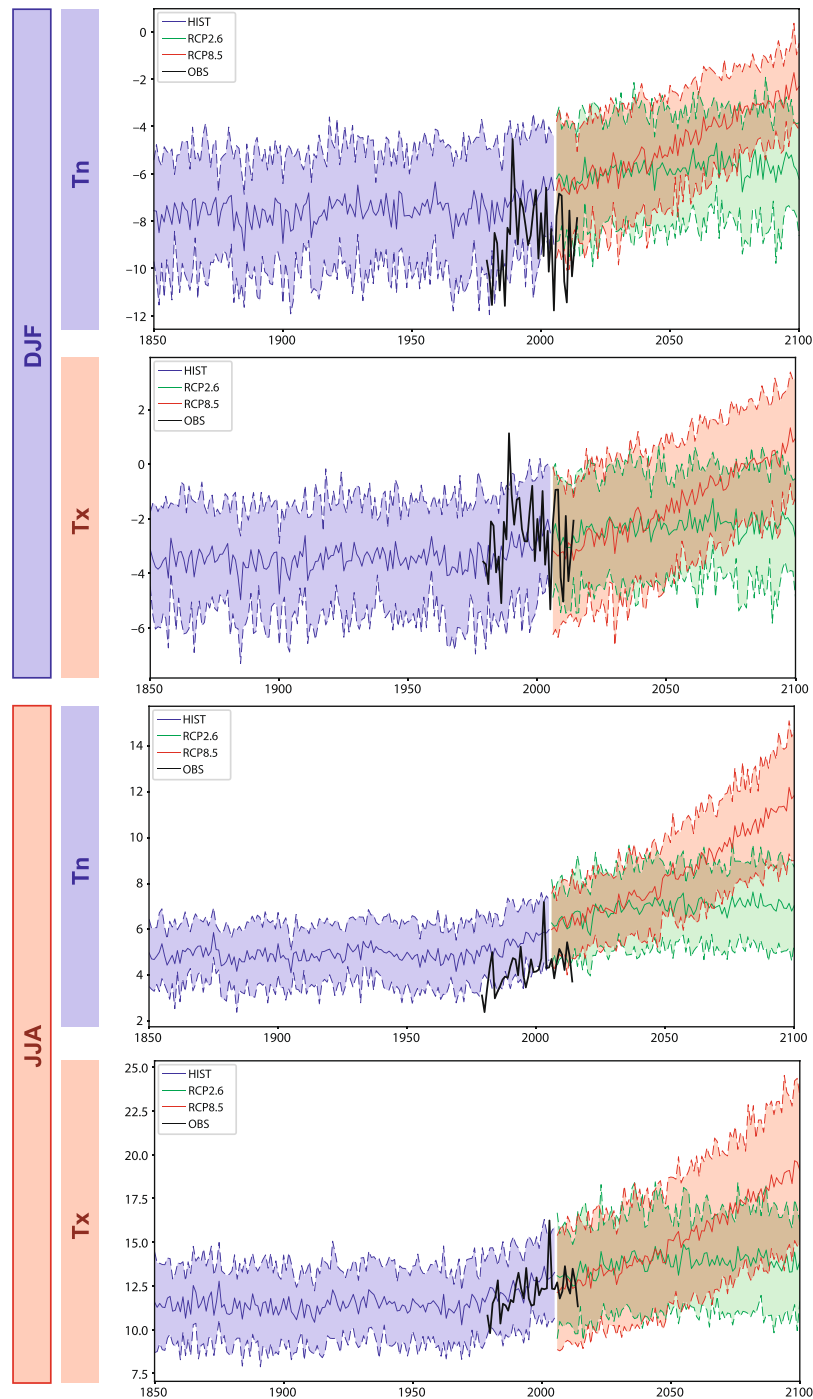 DJF
Tn
HIST
RCP2.6
RCP8.5
OBS
0
−2
−4
−6
−8
−10
−12
1850 1900 1950 2000 2050 2100
Tx
HIST
RCP2.6
RCP8.5
OBS
2
0
−2
−4
−6
1850 1900 1950 2000 2050 2100
JJA
Tn
HIST
RCP2.6
RCP8.5
OBS
14
12
10
8
6
4
2
1850 1900 1950 2000 2050 2100
Tx
HIST
RCP2.6
RCP8.5
OBS
25.0
22.5
20.0
17.5
15.0
12.5
10.0
7.5
1850 1900 1950 2000 2050 2100